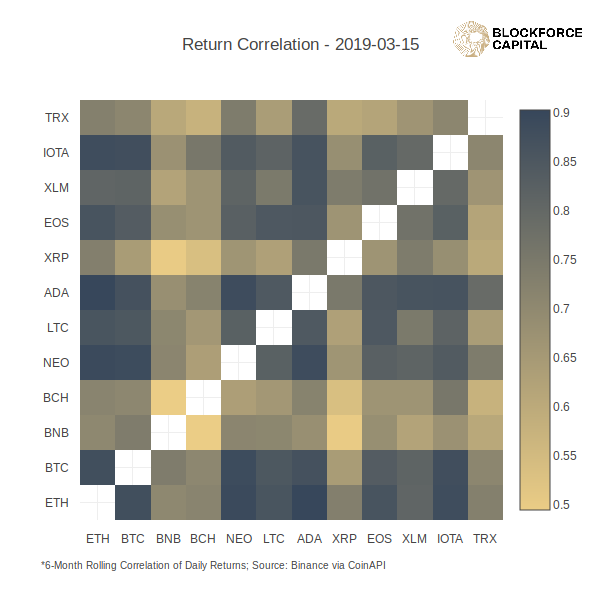 Return Correlation - 2019-03-15
BLOCKFORCE
CAPITAL
TRX
IOTA
XLM
EOS
XRP
ADA
LTC
NEO
BCH
BNB
BTC
ETH
ETH BTC BNB BCH NEO LTC ADA XRP EOS XLM IOTA TRX
0.9
0.85
0.8
0.75
0.7
0.65
0.6
0.55
0.5
*6-Month Rolling Correlation of Daily Returns; Source: Binance via CoinAPI